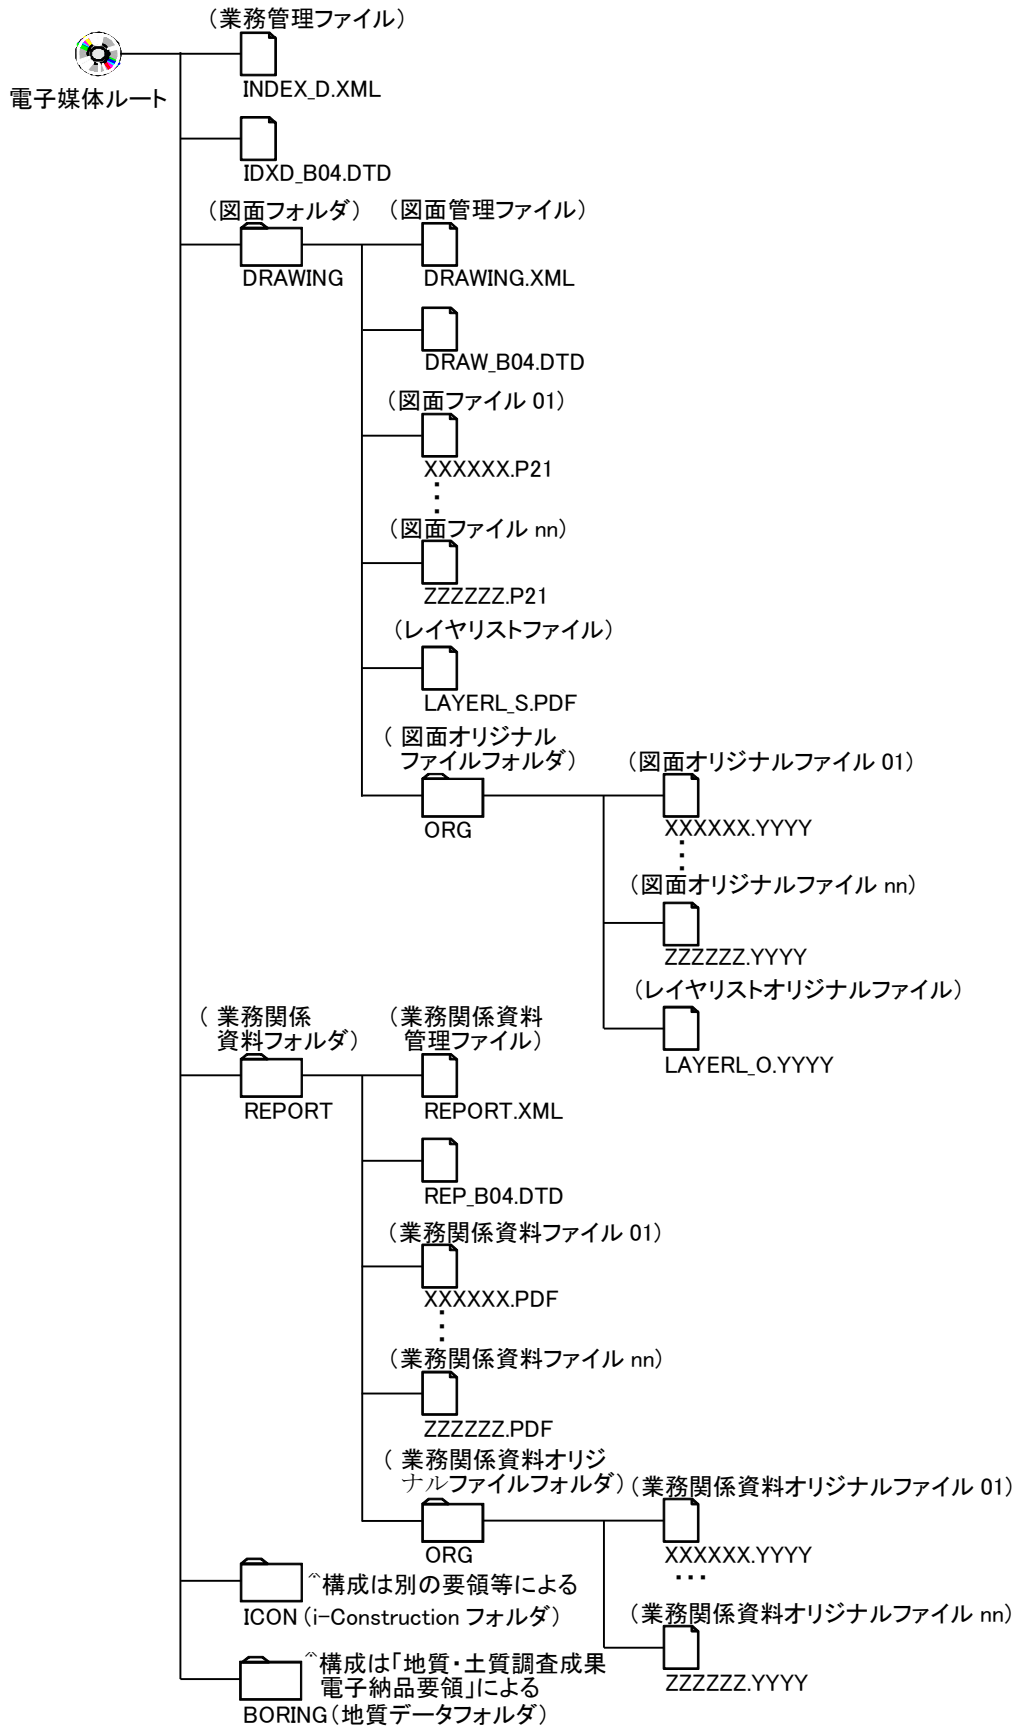 (業務管理ファイル)
電子媒体ルート
INDEX_D.XML
IDXD_B04.DTD
(図面フォルダ)
DRAWING
(図面管理ファイル)
DRAWING.XML
DRAW_B04.DTD
(図面ファイル 01)
XXXXXX.P21
(図面ファイル nn)
ZZZZZZ.P21
(レイヤリストファイル)
LAYERL_S.PDF
( 図面オリジナル
ファイルフォルダ)
ORG
(図面オリジナルファイル 01)
XXXXXX.YYYY
(図面オリジナルファイル nn)
ZZZZZZ.YYYY
(レイヤリストオリジナルファイル)
LAYERL_O.YYYY
( 業務関係
資料フォルダ)
REPORT
(業務関係資料
管理ファイル)
REPORT.XML
REP_B04.DTD
(業務関係資料ファイル 01)
XXXXXX.PDF
(業務関係資料ファイル nn)
ZZZZZZ.PDF
( 業務関係資料オリジ
ナルファイルフォルダ)
ORG
(業務関係資料オリジナルファイル 01)
XXXXXX.YYYY
(業務関係資料オリジナルファイル nn)
ZZZZZZ.YYYY
構成は別の要領等による
ICON(i-Construction フォルダ)
構成は「地質・土質調査成果
電子納品要領」による
BORING(地質データフォルダ)